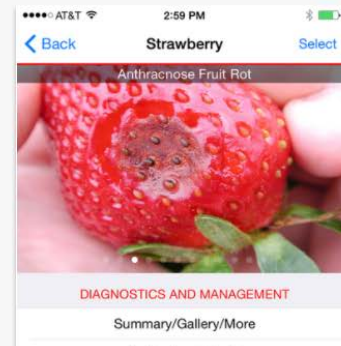 AT&T 2:59 PM
Back Strawberry Select
Anthracnose Fruit Rot
DIAGNOSTICS AND MANAGEMENT
Summary/Gallery/More